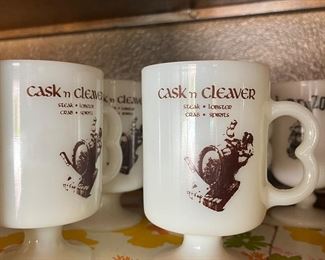 Cask 'n Cleaver
STEAK • LOBSTER
CRAB • SPIRITS
Cask 'n Cleaver
STEAK • LOBSTER
CRAB • SPIRITS